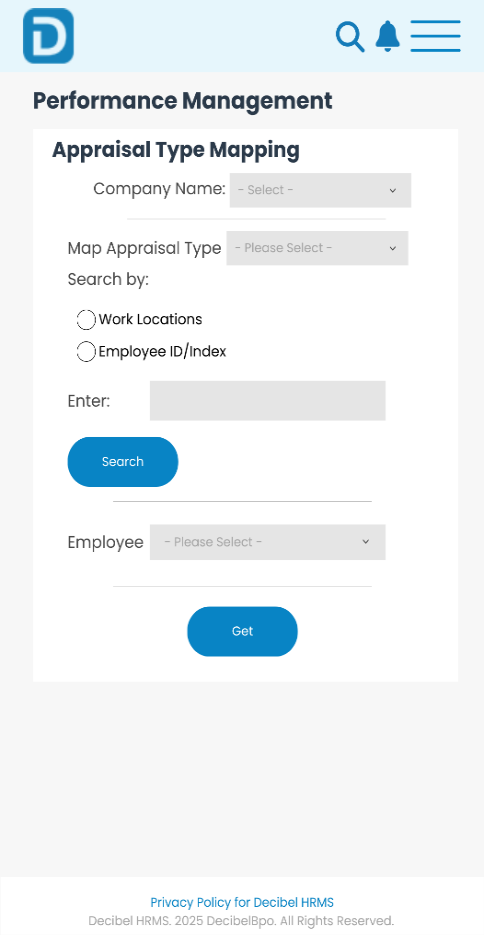 D
Performance Management
Appraisal Type Mapping
Company Name: - Select -
Map Appraisal Type - Please Select -
Search by:
Work Locations
Employee ID/Index
Enter:
Search
Employee - Please Select -
Get
Privacy Policy for Decibel HRMS
Decibel HRMS. 2025 DecibelBpo. All Rights Reserved.